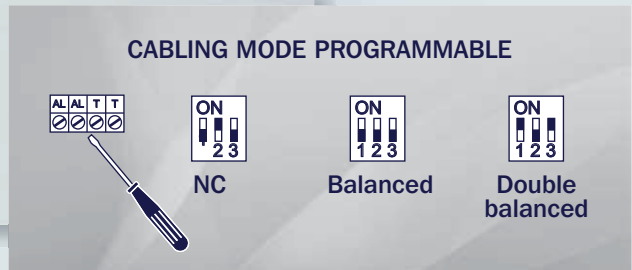 CABLING MODE PROGRAMMABLE
AL AL T T
ON
2 3
NC
ON
1 2 3
Balanced
ON
1 2 3
Double
balanced